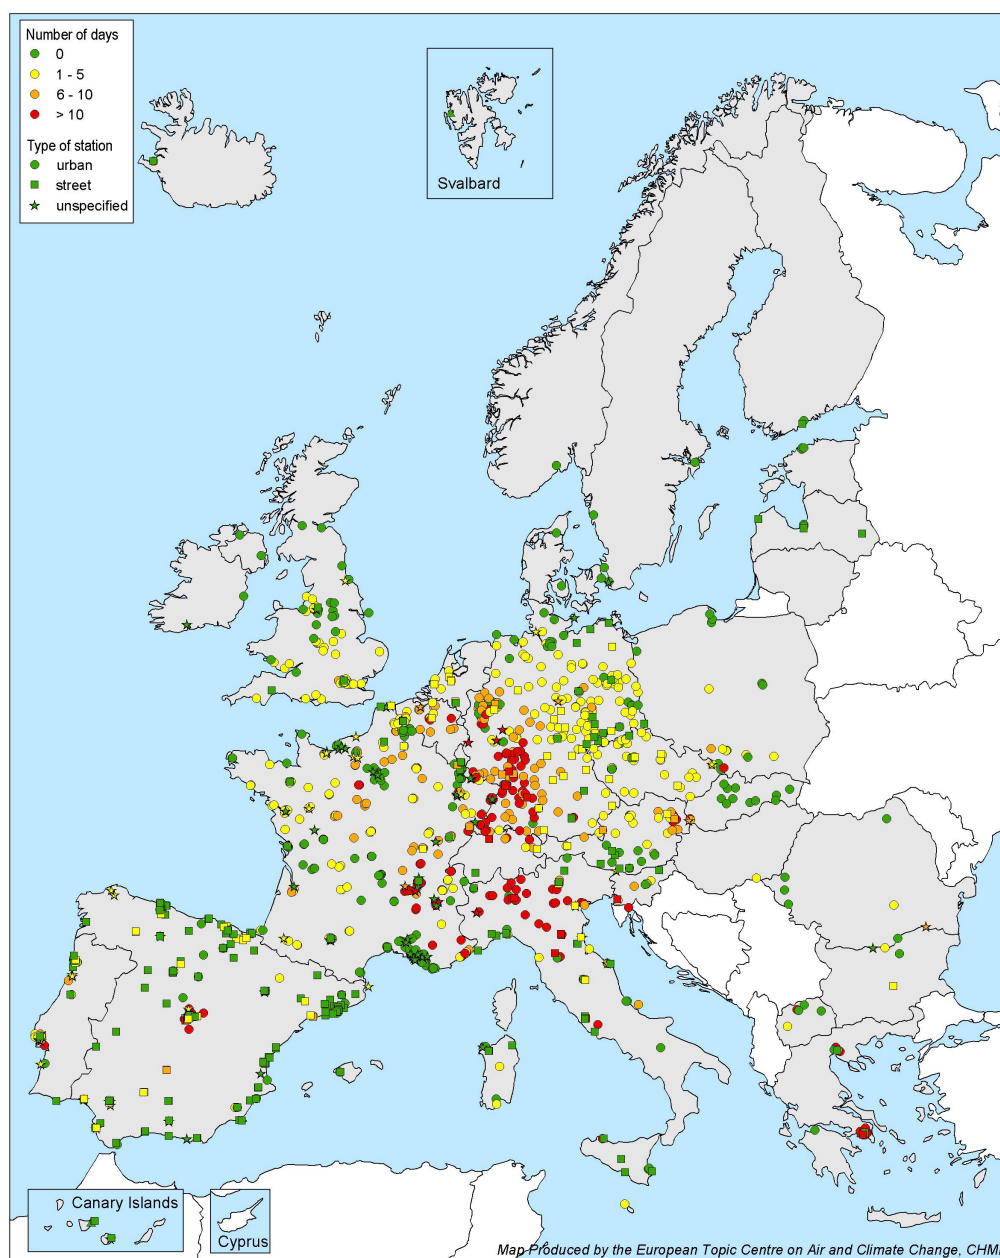 Number of days
0
1 - 5
6 - 10
> 10
Type of station
urban
street
unspecified
Svalbard
Canary Islands
Cyprus
Map Produced by the European Topic Centre on Air and Climate Change, CHM